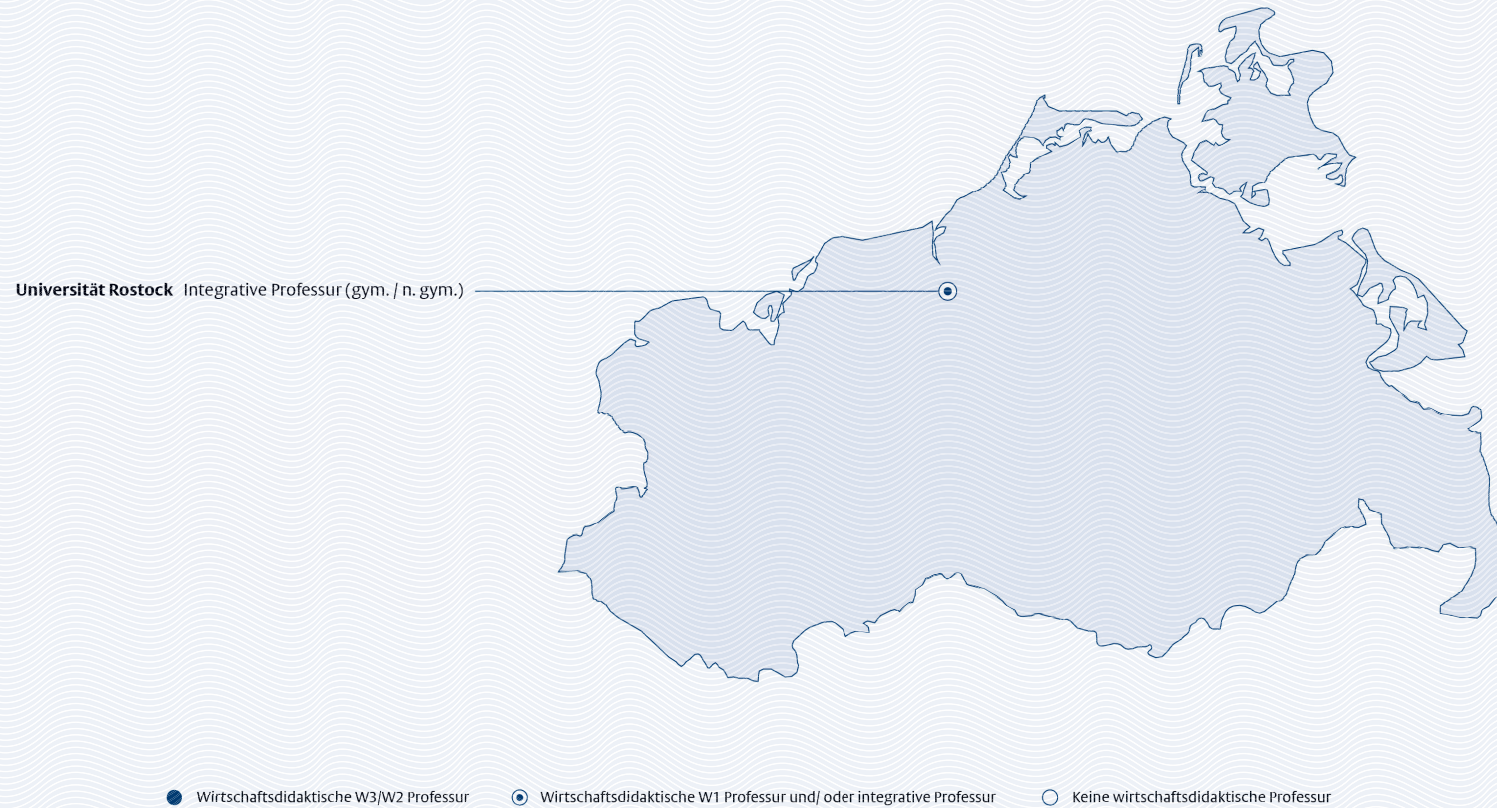 Universität Rostock Integrative Professur (gym. / n. gym.)
Wirtschaftsdidaktische W3/W2 Professur Wirtschaftsdidaktische W1 Professur und/ oder integrative Professur Keine wirtschaftsdidaktische Professur